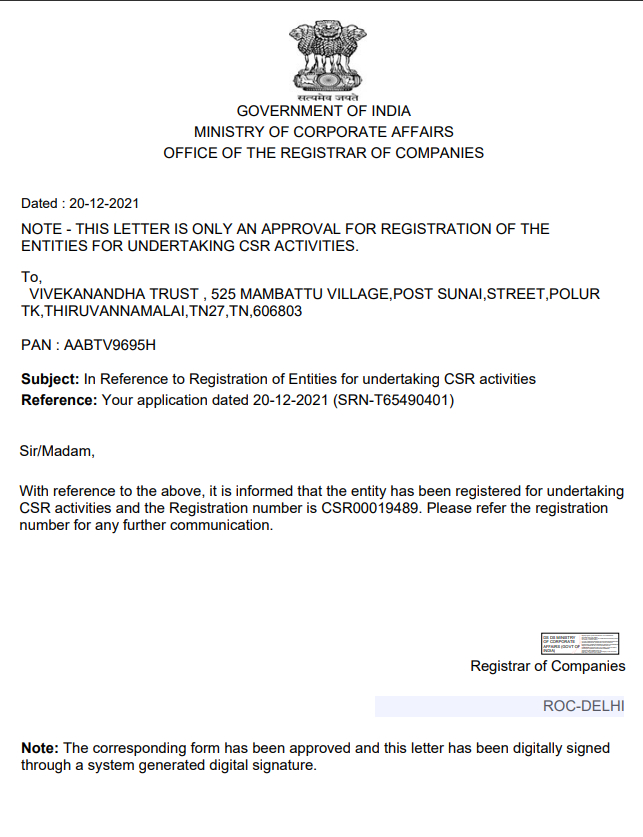 सत्यमेव जयते
GOVERNMENT OF INDIA
MINISTRY OF CORPORATE AFFAIRS
OFFICE OF THE REGISTRAR OF COMPANIES
Dated : 20-12-2021
NOTE - THIS LETTER IS ONLY AN APPROVAL FOR REGISTRATION OF THE
ENTITIES FOR UNDERTAKING CSR ACTIVITIES.
To,
VIVEKANANDHA TRUST , 525 MAMBATTU VILLAGE,POST SUNAI,STREET,POLUR
TK,THIRUVANNAMALAI,TN27,TN,606803
PAN : AABTV9695H
Subject: In Reference to Registration of Entities for undertaking CSR activities
Reference: Your application dated 20-12-2021 (SRN-T65490401)
Sir/Madam,
With reference to the above, it is informed that the entity has been registered for undertaking
CSR activities and the Registration number is CSR00019489. Please refer the registration
number for any further communication.
DS DS MINISTRY
OF CORPORATE
AFFAIRS (GOVT OF
INDIA)
Registrar of Companies
ROC-DELHI
Note: The corresponding form has been approved and this letter has been digitally signed
through a system generated digital signature.